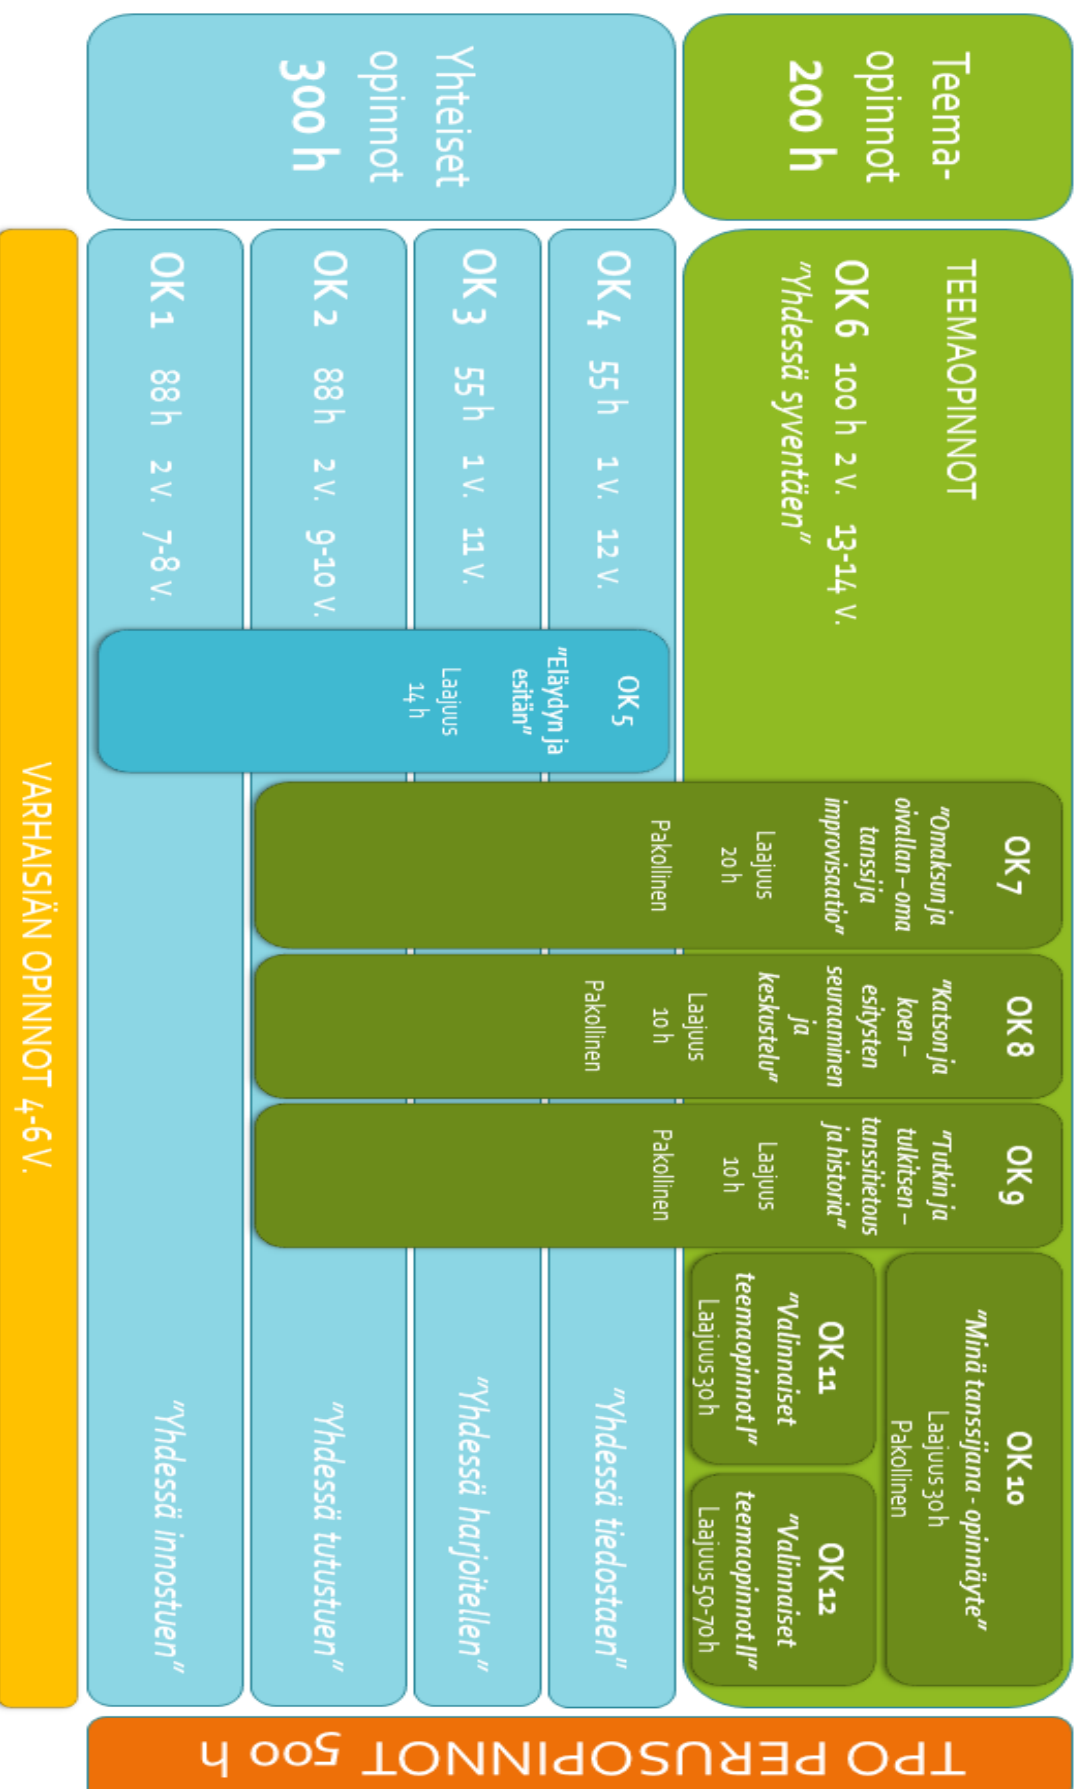 Teema-
opinnot
200 h
TEEMAOPINNOT
OK 6 100 h 2 v. 13-14 v.
"Yhdessä syventäen"
OK 7
"Omaksun ja
oivallan – oma
tanssija
improvisaatio"
Laajuus
20 h
Pakollinen
OK 8
"Katson ja
koen –
esitysten
seuraaminen
ja
keskustelu"
Laajuus
10 h
Pakollinen
OK 9
"Tutkin ja
tulkitsen –
tanssitietous
ja historia"
Laajuus
10 h
Pakollinen
OK 10
"Minä tanssijana - opinnäyte"
Laajuus 30 h
Pakollinen
OK 11
"Valinnaiset
teemaopinnot I"
Laajuus 30 h
OK 12
"Valinnaiset
teemaopinnot II"
Laajuus 50-70 h
Yhteiset
opinnot
300 h
OK 4 55 h 1 v. 12 v.
"Yhdessä tiedostaen"
OK 3 55 h 1 v. 11 v.
"Yhdessä harjoitellen"
OK 2 88 h 2 v. 9-10 v.
"Yhdessä tutustuen"
OK 1 88 h 2 v. 7-8 v.
"Yhdessä innostuen"
OK 5
"Eläydyn ja
esitän"
Laajuus
14 h
VARHAISIÄN OPINNOT 4-6 V.
TPO PERUSOPINNOT 500 h